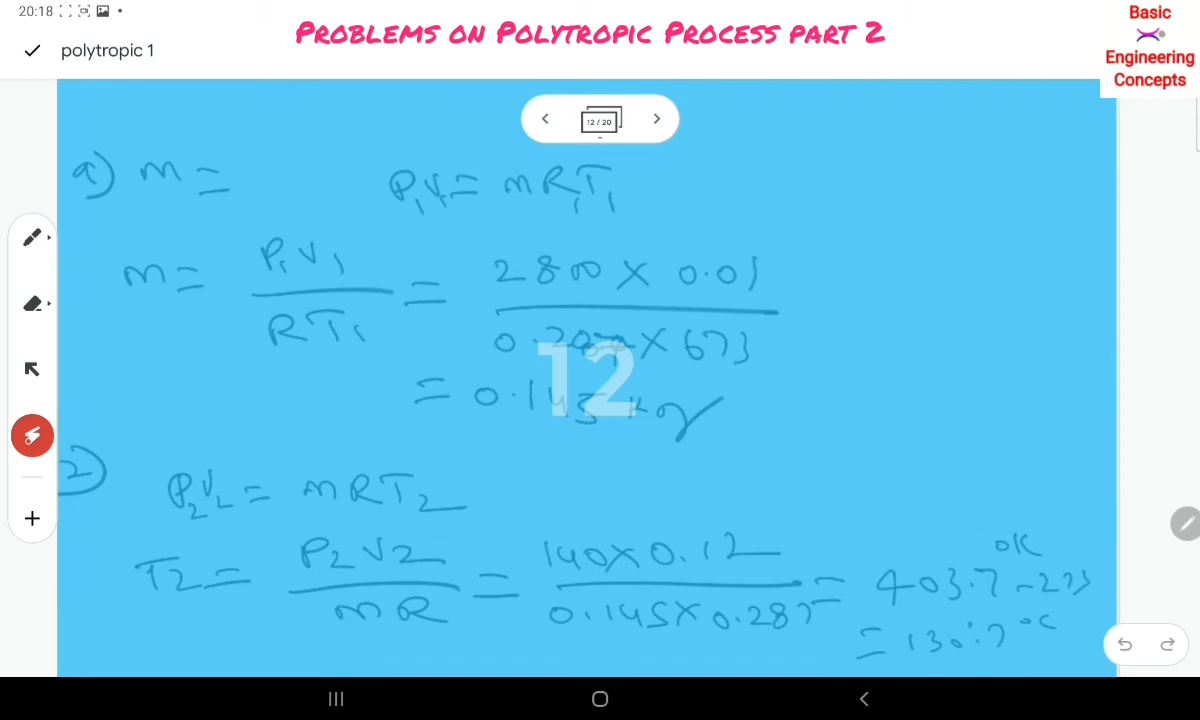 20:18
PROBLEMS ON POLYTROPIC PROCESS PART 2
Basic
Engineering
Concepts
polytropic 1
12 / 20
a) m =
P₁V₁ = mR₁T₁
m = P₁V₁ / RT₁ = 2800 × 0.01 / 0.287 × 673
12
= 0.145 kg
2)
P₂V₂ = mRT₂
T2 = P2V2 / mR = 140 × 0.12 / 0.145 × 0.287 = 403.7 - 273
°K
= 130.7 °C